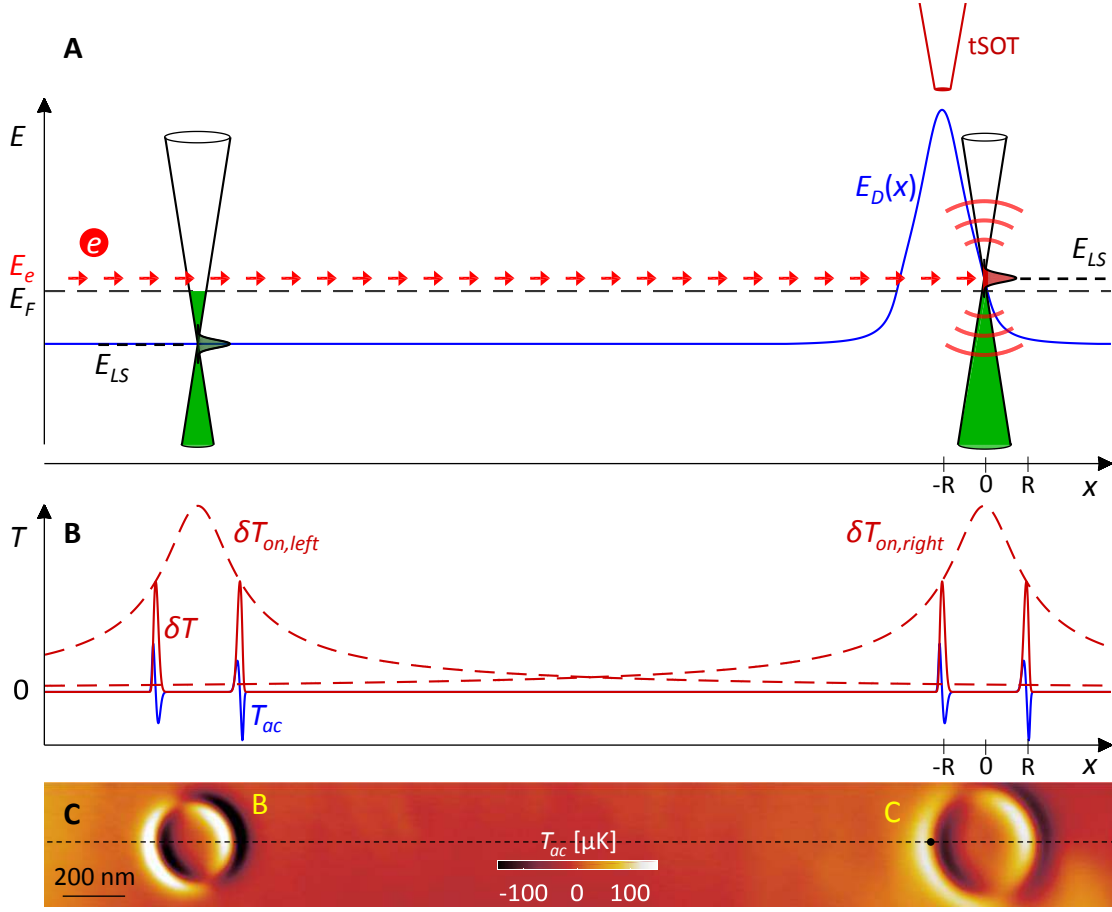 A
tSOT
E
E_D(x)
e
E_e
E_LS
E_F
E_LS
-R 0 R x
T B
δT_on,left
δT_on,right
δT
0
T_ac
-R 0 R x
C
B
C
T_ac [µK]
200 nm
-100 0 100